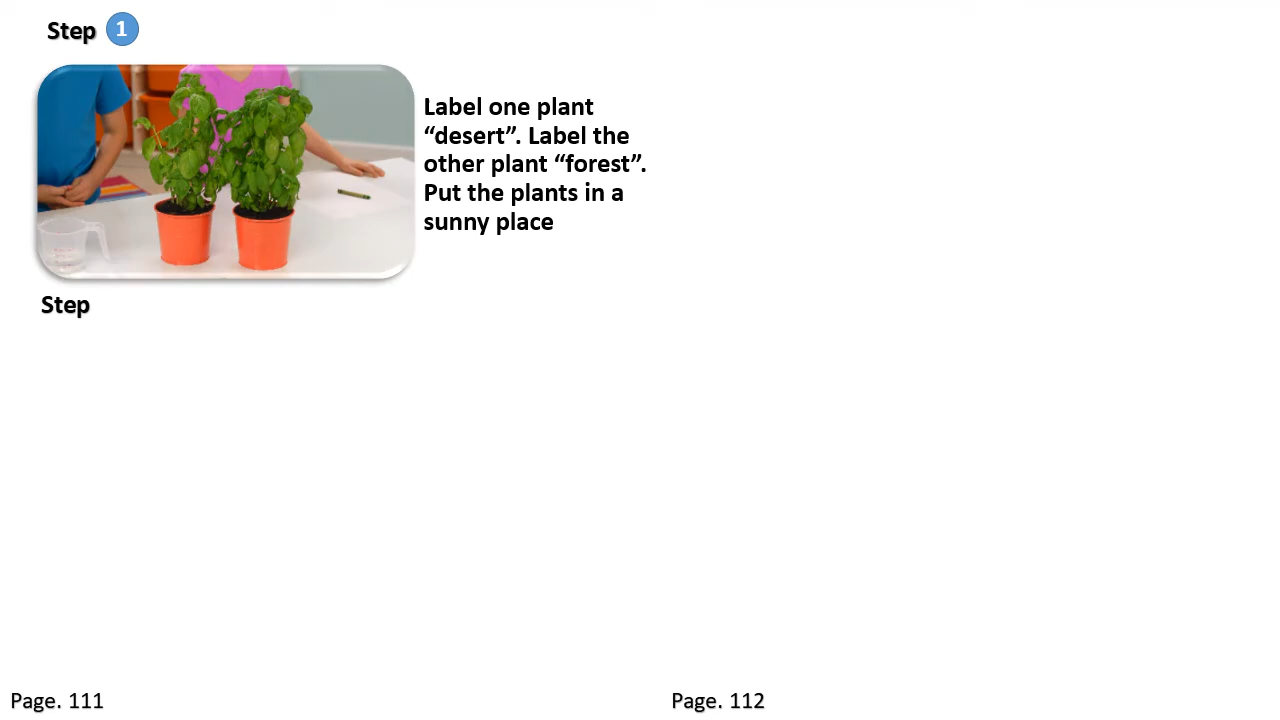 Step 1
Label one plant
“desert”. Label the
other plant “forest”.
Put the plants in a
sunny place
Step
Page. 111
Page. 112